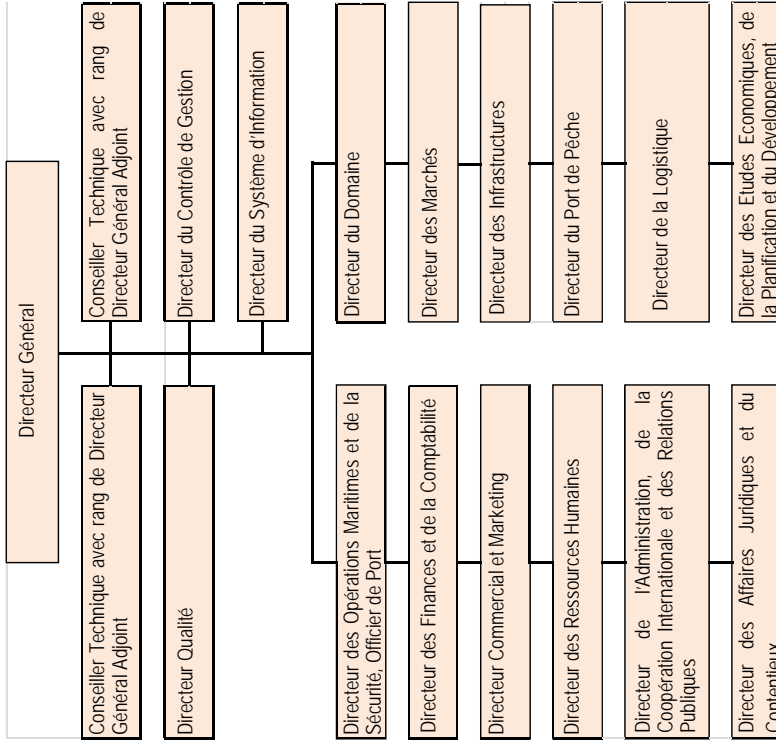 Directeur Général
Conseiller Technique avec rang de Directeur
Général Adjoint
Conseiller Technique avec rang de
Directeur Général Adjoint
Directeur Qualité
Directeur du Contrôle de Gestion
Directeur du Système d'Information
Directeur des Opérations Maritimes et de la
Sécurité, Officier de Port
Directeur du Domaine
Directeur des Finances et de la Comptabilité
Directeur des Marchés
Directeur Commercial et Marketing
Directeur des Infrastructures
Directeur des Ressources Humaines
Directeur du Port de Pêche
Directeur de l'Administration, de la
Coopération Internationale et des Relations
Publiques
Directeur de la Logistique
Directeur des Affaires Juridiques et du
Contentieux
Directeur des Etudes Economiques, de
la Planification et du Développement